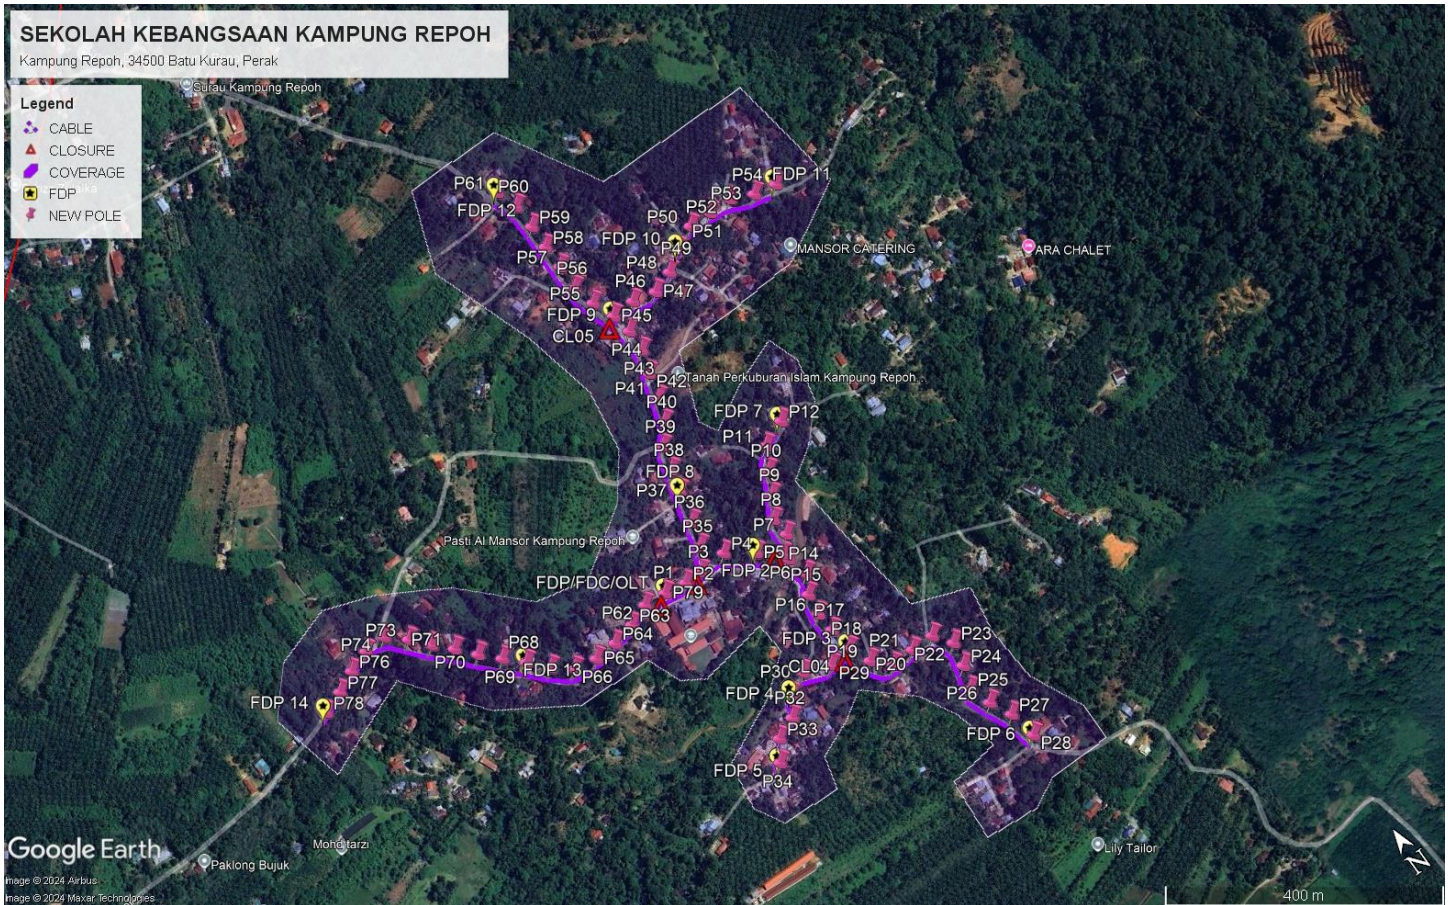 SEKOLAH KEBANGSAAN KAMPUNG REPOH
Kampung Repoh, 34500 Batu Kurau, Perak
Legend
CABLE
CLOSURE
COVERAGE
FDP
NEW POLE
Surau Kampung Repoh
P61
P60
FDP 12
P59
P58
P57
P56
P55
FDP 9
CL05
P54
FDP 11
P53
P52
P51
P50
FDP 10
P49
P48
P47
P46
P45
P44
P43
P42
P41
P40
P39
P38
FDP 8
P37
P36
P35
MANSOR CATERING
ARA CHALET
Tanah Perkuburan Islam Kampung Repoh
FDP 7
P12
P11
P10
P9
P8
P7
Pasti Al Mansor Kampung Repoh
P3
P4
P5
P14
FDP 2
P6
P2
FDP/FDC/OLT
P1
P79
P15
P16
P17
P62
P63
P64
P65
P66
P18
FDP 3
P19
P21
P20
P22
P23
P24
P25
P26
P27
FDP 6
P28
CL04
P29
P30
FDP 4
P32
P33
FDP 5
P34
P73
P74
P71
P70
P68
P69
FDP 13
P76
P77
P78
FDP 14
Google Earth
Mohd tarzi
Paklong Bujuk
Lily Tailor
Image © 2024 Airbus
Image © 2024 Maxar Technologies
N
400 m